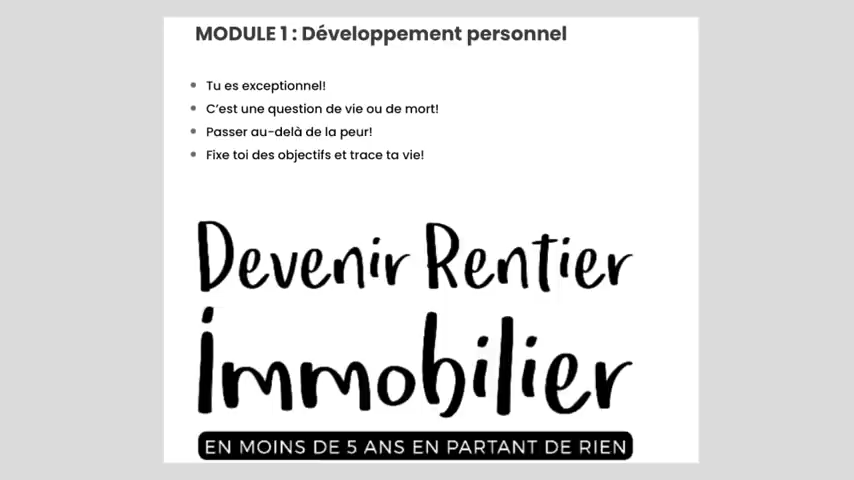 MODULE 1 : Développement personnel
Tu es exceptionnel!
C’est une question de vie ou de mort!
Passer au-delà de la peur!
Fixe toi des objectifs et trace ta vie!
Devenir Rentier
immobilier
EN MOINS DE 5 ANS EN PARTANT DE RIEN